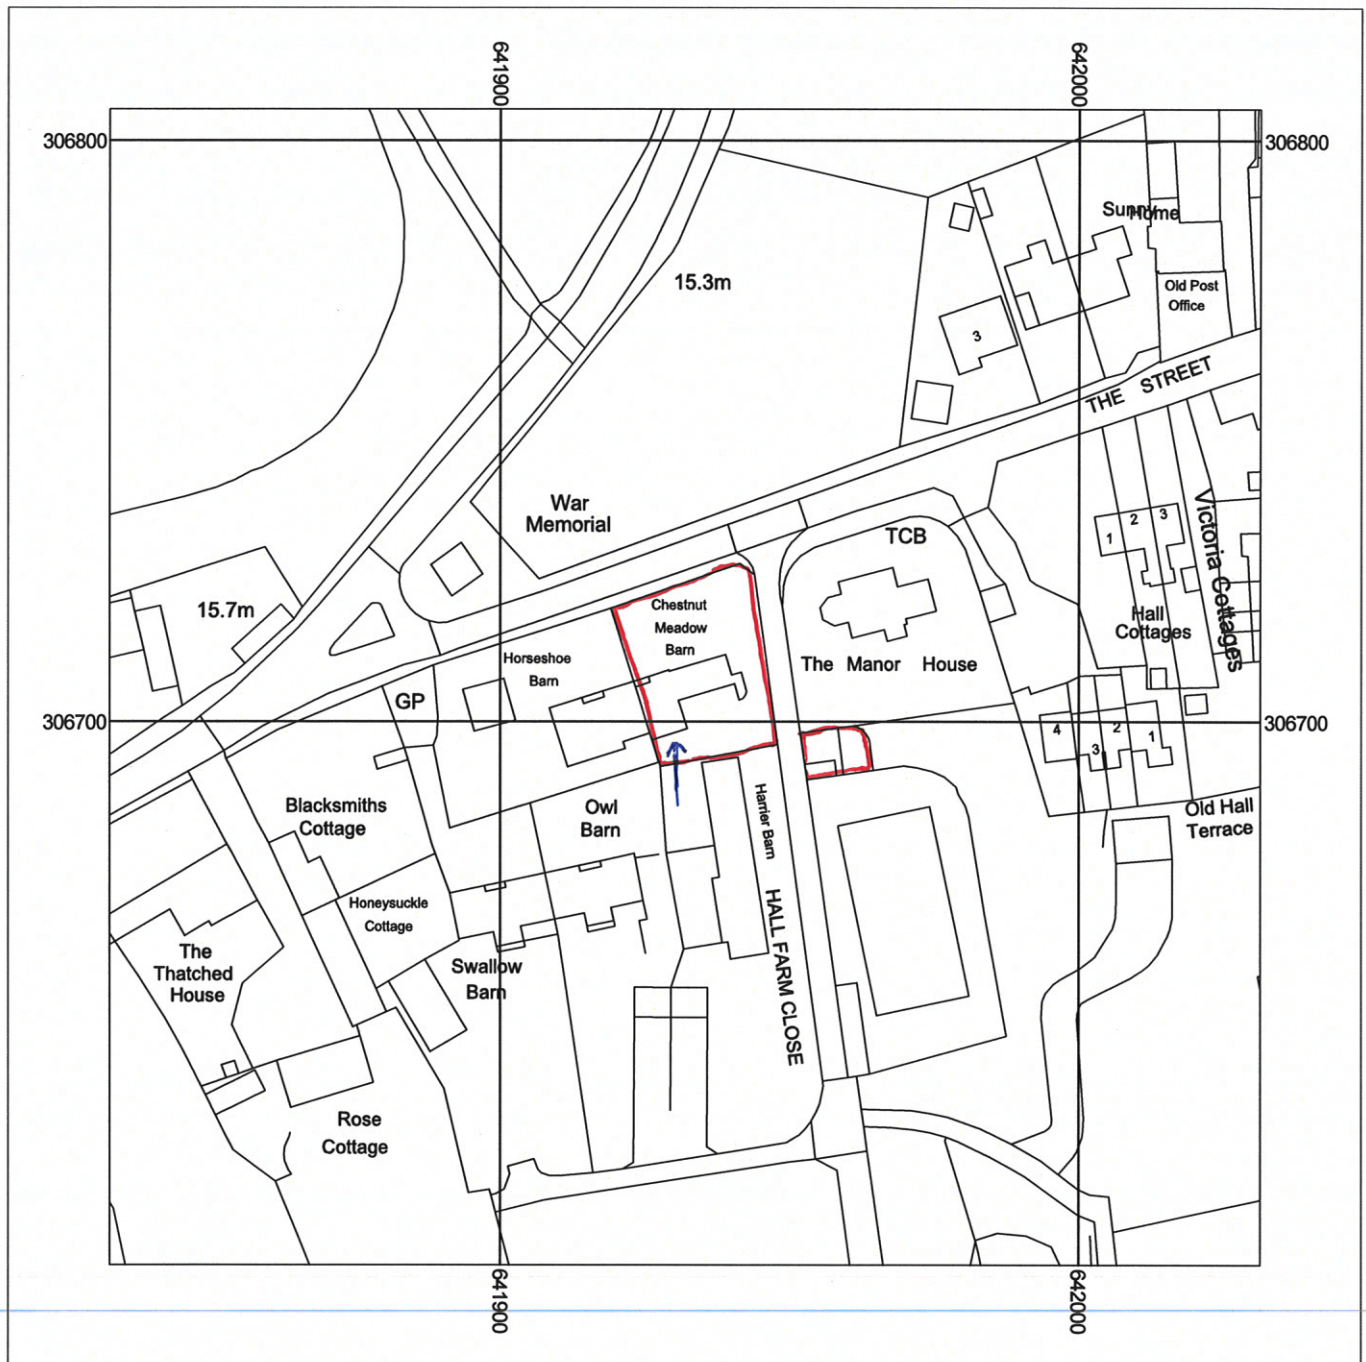 641900
642000
306800
306800
Sunny
Home
15.3m
Old Post
Office
3
THE STREET
War
Memorial
TCB
2
3
1
Victoria Cottages
15.7m
Chestnut
Meadow
Barn
Hall
Cottages
Horseshoe
Barn
The Manor House
GP
306700
306700
4
3
2
1
Blacksmiths
Cottage
Owl
Barn
Harrier Barn
Old Hall
Terrace
Honeysuckle
Cottage
HALL FARM CLOSE
The
Thatched
House
Swallow
Barn
Rose
Cottage
641900
642000